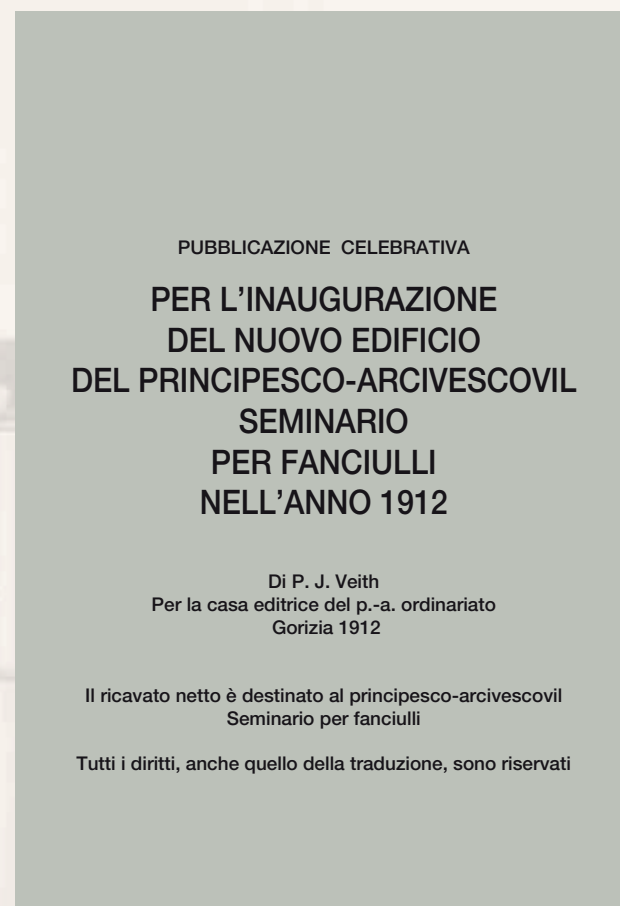 PUBBLICAZIONE CELEBRATIVA
PER L’INAUGURAZIONE
DEL NUOVO EDIFICIO
DEL PRINCIPESCO-ARCIVESCOVIL
SEMINARIO
PER FANCIULLI
NELL’ANNO 1912
Di P. J. Veith
Per la casa editrice del p.-a. ordinariato
Gorizia 1912
Il ricavato netto è destinato al principesco-arcivescovil
Seminario per fanciulli
Tutti i diritti, anche quello della traduzione, sono riservati